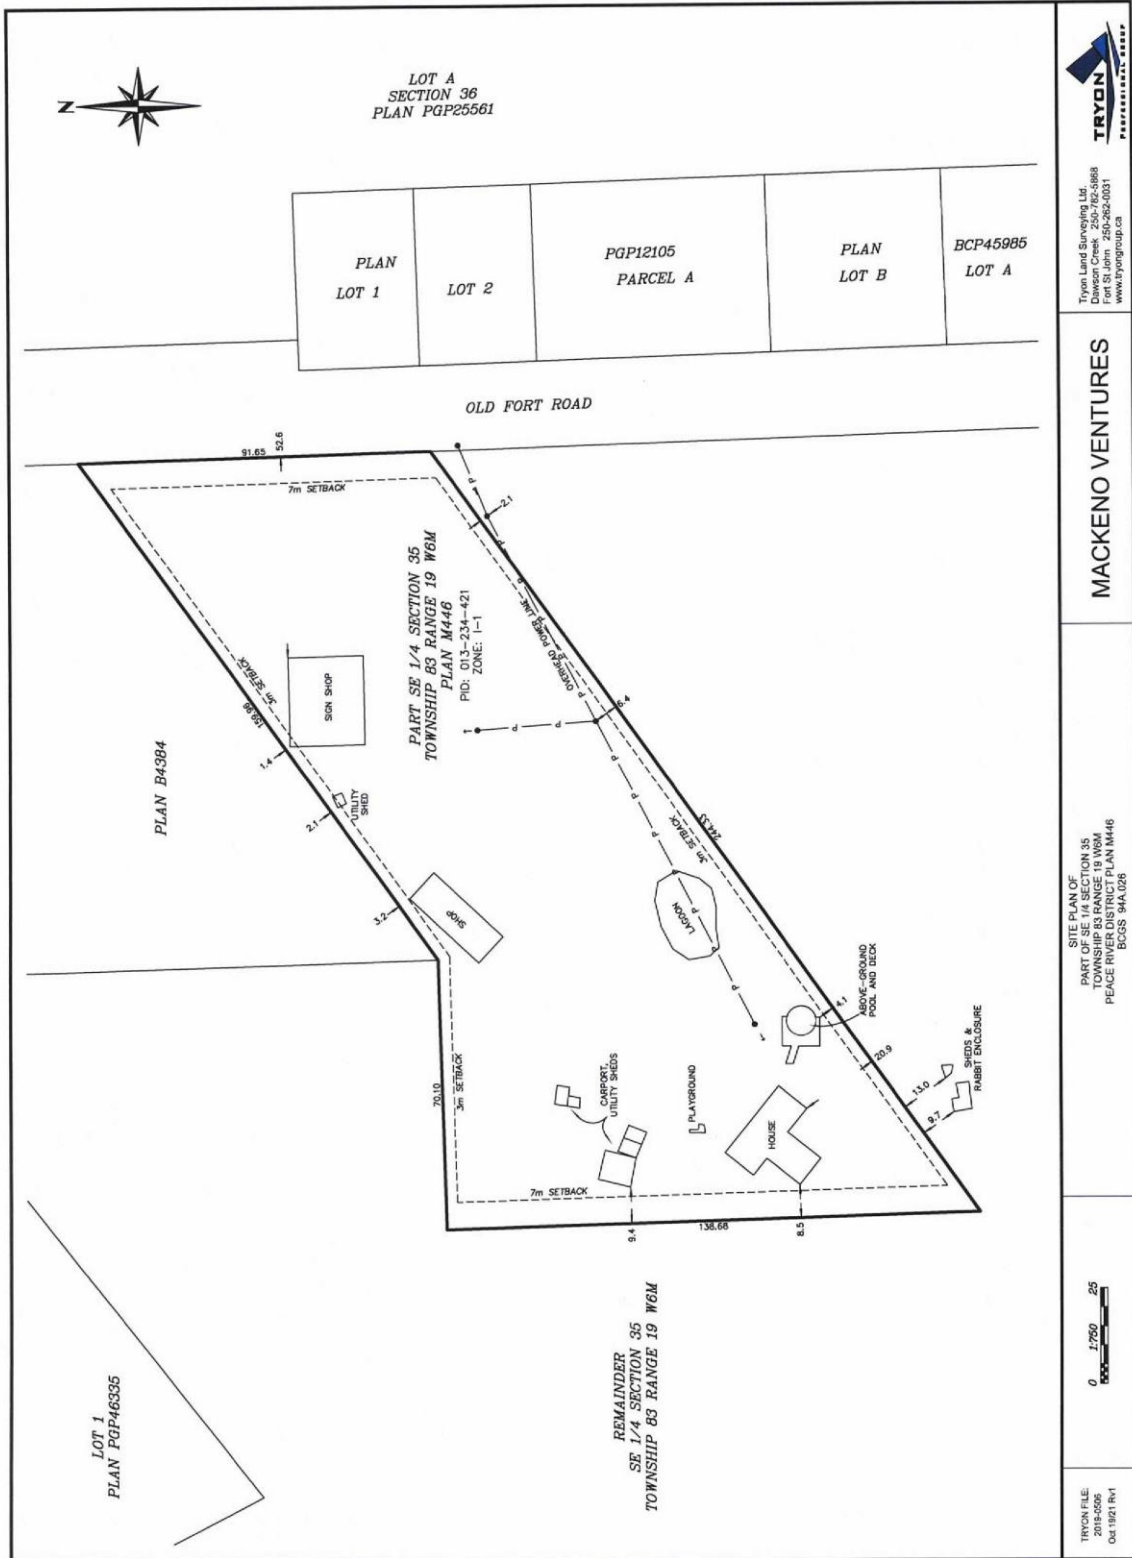 N
LOT A
SECTION 36
PLAN PGP25561
PLAN
LOT 1
LOT 2
PGP12105
PARCEL A
PLAN
LOT B
BCP45985
LOT A
OLD FORT ROAD
91.65
52.6
7m SETBACK
2.1
PART SE 1/4 SECTION 35
TOWNSHIP 83 RANGE 19 W6M
PLAN M446
PID: 013-234-421
ZONE: I-1
OVERHEAD POWER LINE
159.96
3m SETBACK
SIGN SHOP
1.4
PLAN B4384
2.1
UTILITY
SHED
3.2
SHOP
6.4
244.33
3m SETBACK
LAGOON
70.10
3m SETBACK
CARPORT,
UTILITY SHEDS
PLAYGROUND
ABOVE-GROUND
POOL AND DECK
4.1
20.9
SHEDS &
RABBIT ENCLOSURE
13.0
9.7
HOUSE
7m SETBACK
9.4
138.68
8.5
REMAINDER
SE 1/4 SECTION 35
TOWNSHIP 83 RANGE 19 W6M
LOT 1
PLAN PGP46335
TRYON FILE:
2019-0506
Oct 19/21 Rv1
0 1:750 25
SITE PLAN OF
PART OF SE 1/4 SECTION 35
TOWNSHIP 83 RANGE 19 W6M
PEACE RIVER DISTRICT PLAN M446
BCGS 94A.026
MACKENO VENTURES
Tryon Land Surveying Ltd.
Dawson Creek 250-782-5868
Fort St John 250-262-0031
www.tryongroup.ca
TRYON
PROFESSIONAL GROUP